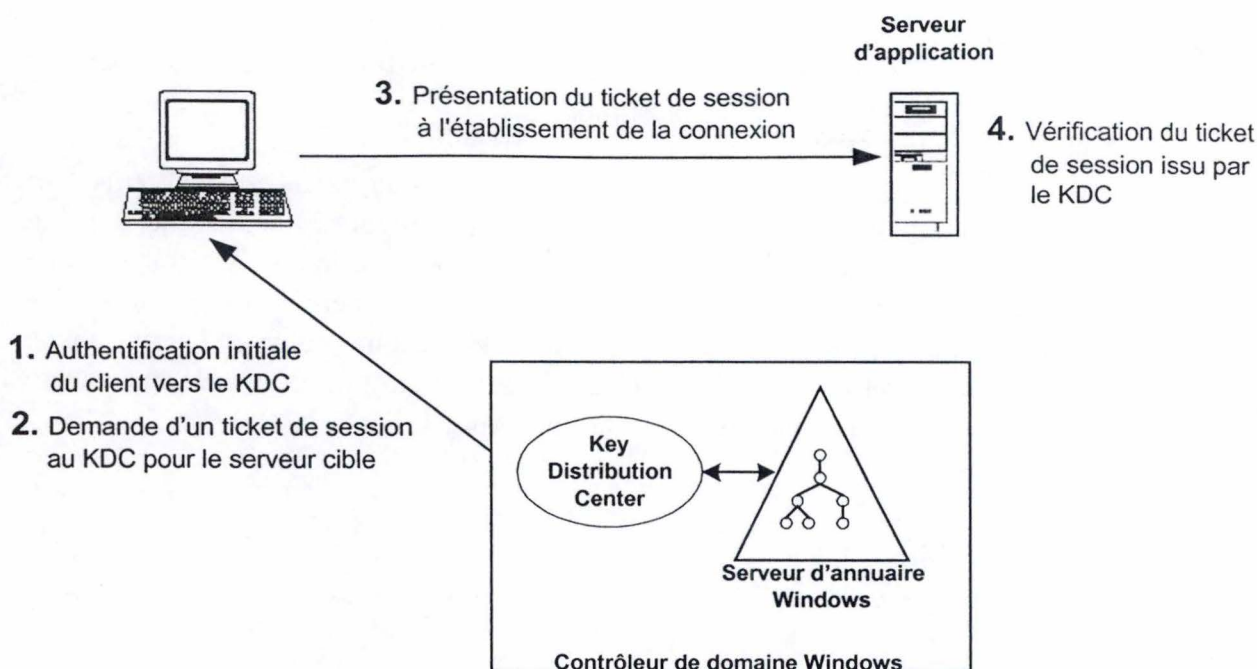 Serveur
d'application
3. Présentation du ticket de session
à l'établissement de la connexion
4. Vérification du ticket
de session issu par
le KDC
1. Authentification initiale
du client vers le KDC
2. Demande d'un ticket de session
au KDC pour le serveur cible
Key
Distribution
Center
Serveur d'annuaire
Windows
Contrôleur de domaine Windows